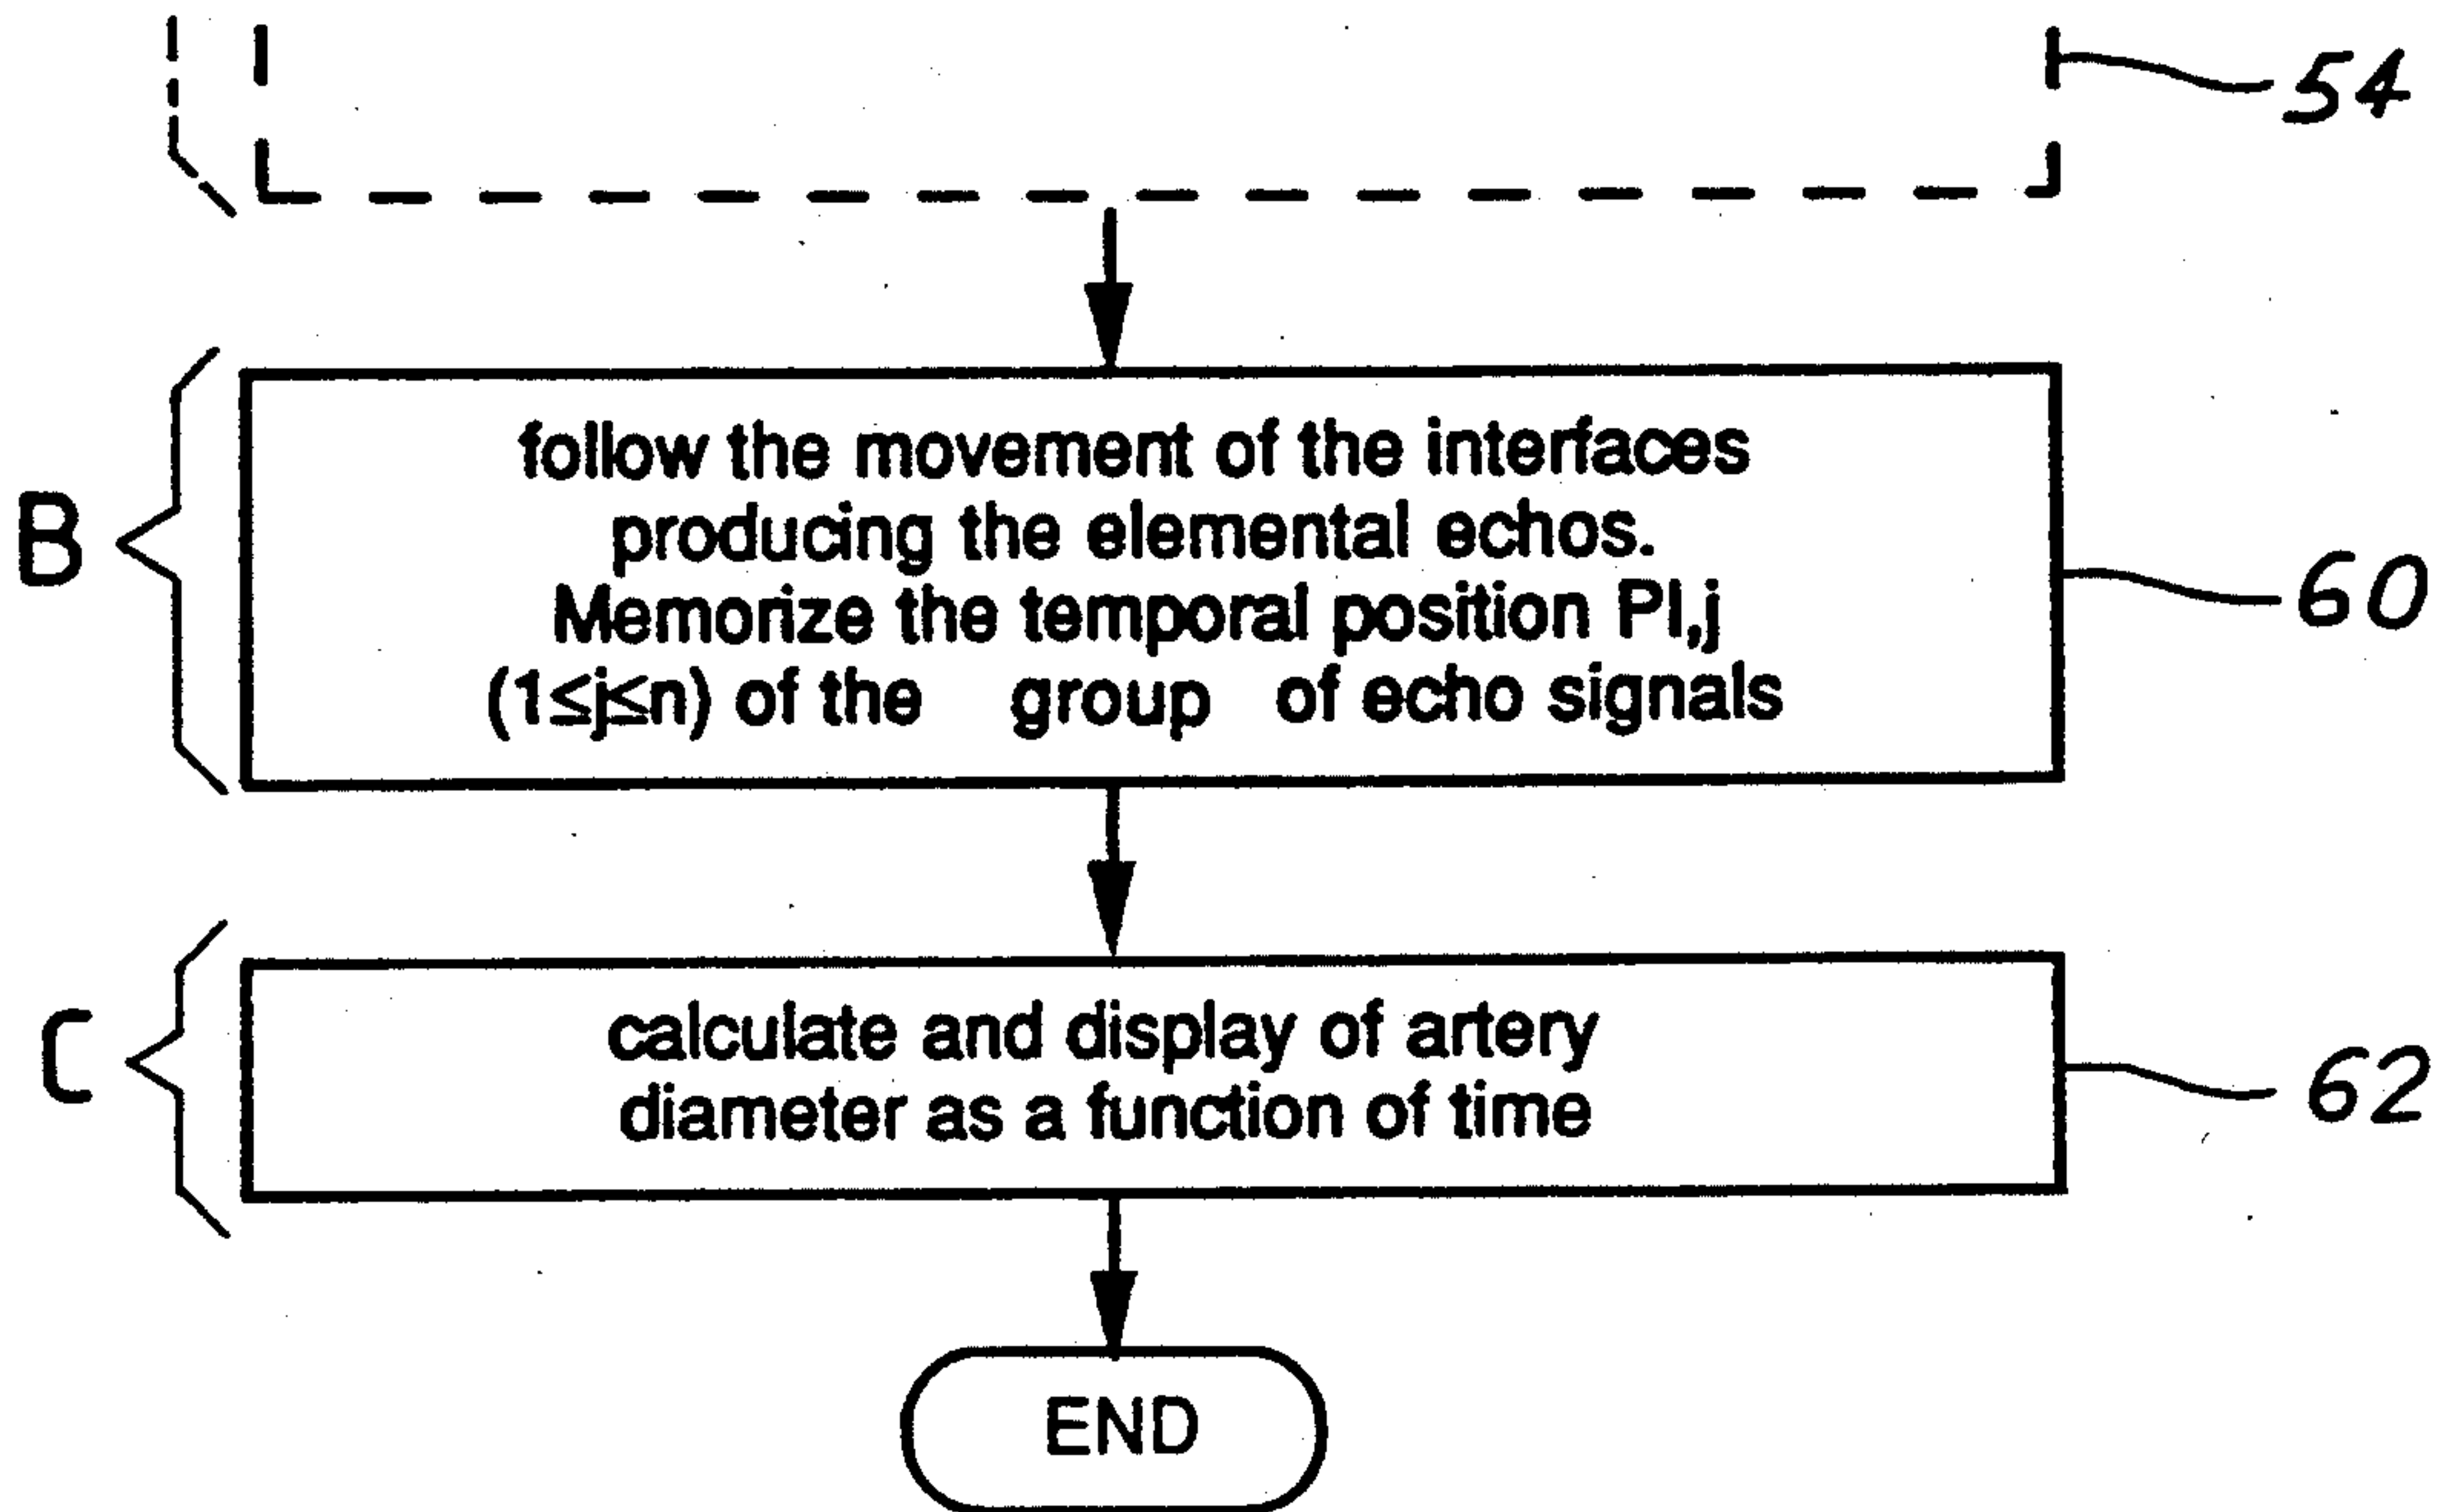 54
B
follow the movement of the interfaces
producing the elemental echos.
Memorize the temporal position PI,j
(1≤j≤n) of the group of echo signals
60
C
calculate and display of artery
diameter as a function of time
62
END